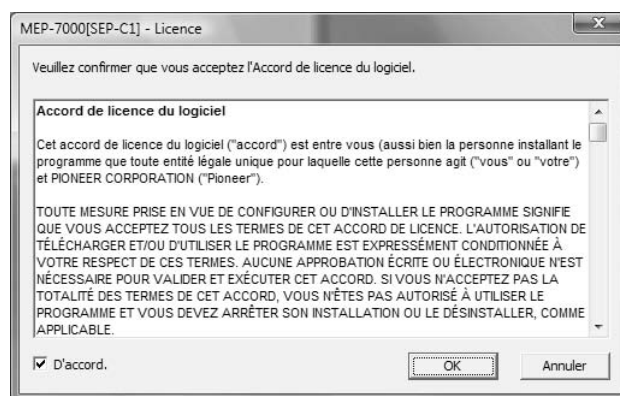 MEP-7000[SEP-C1] - Licence
Veuillez confirmer que vous acceptez l'Accord de licence du logiciel.
Accord de licence du logiciel
Cet accord de licence du logiciel ("accord") est entre vous (aussi bien la personne installant le
programme que toute entité légale unique pour laquelle cette personne agit ("vous" ou "votre")
et PIONEER CORPORATION ("Pioneer").
TOUTE MESURE PRISE EN VUE DE CONFIGURER OU D'INSTALLER LE PROGRAMME SIGNIFIE
QUE VOUS ACCEPTEZ TOUS LES TERMES DE CET ACCORD DE LICENCE. L'AUTORISATION DE
TÉLÉCHARGER ET/OU D'UTILISER LE PROGRAMME EST EXPRESSÉMENT CONDITIONNÉE À
VOTRE RESPECT DE CES TERMES. AUCUNE APPROBATION ÉCRITE OU ÉLECTRONIQUE N'EST
NÉCESSAIRE POUR VALIDER ET EXÉCUTER CET ACCORD. SI VOUS N'ACCEPTEZ PAS LA
TOTALITÉ DES TERMES DE CET ACCORD, VOUS N'ÊTES PAS AUTORISÉ À UTILISER LE
PROGRAMME ET VOUS DEVEZ ARRÊTER SON INSTALLATION OU LE DÉSINSTALLER, COMME
APPLICABLE.
D'accord.
OK
Annuler